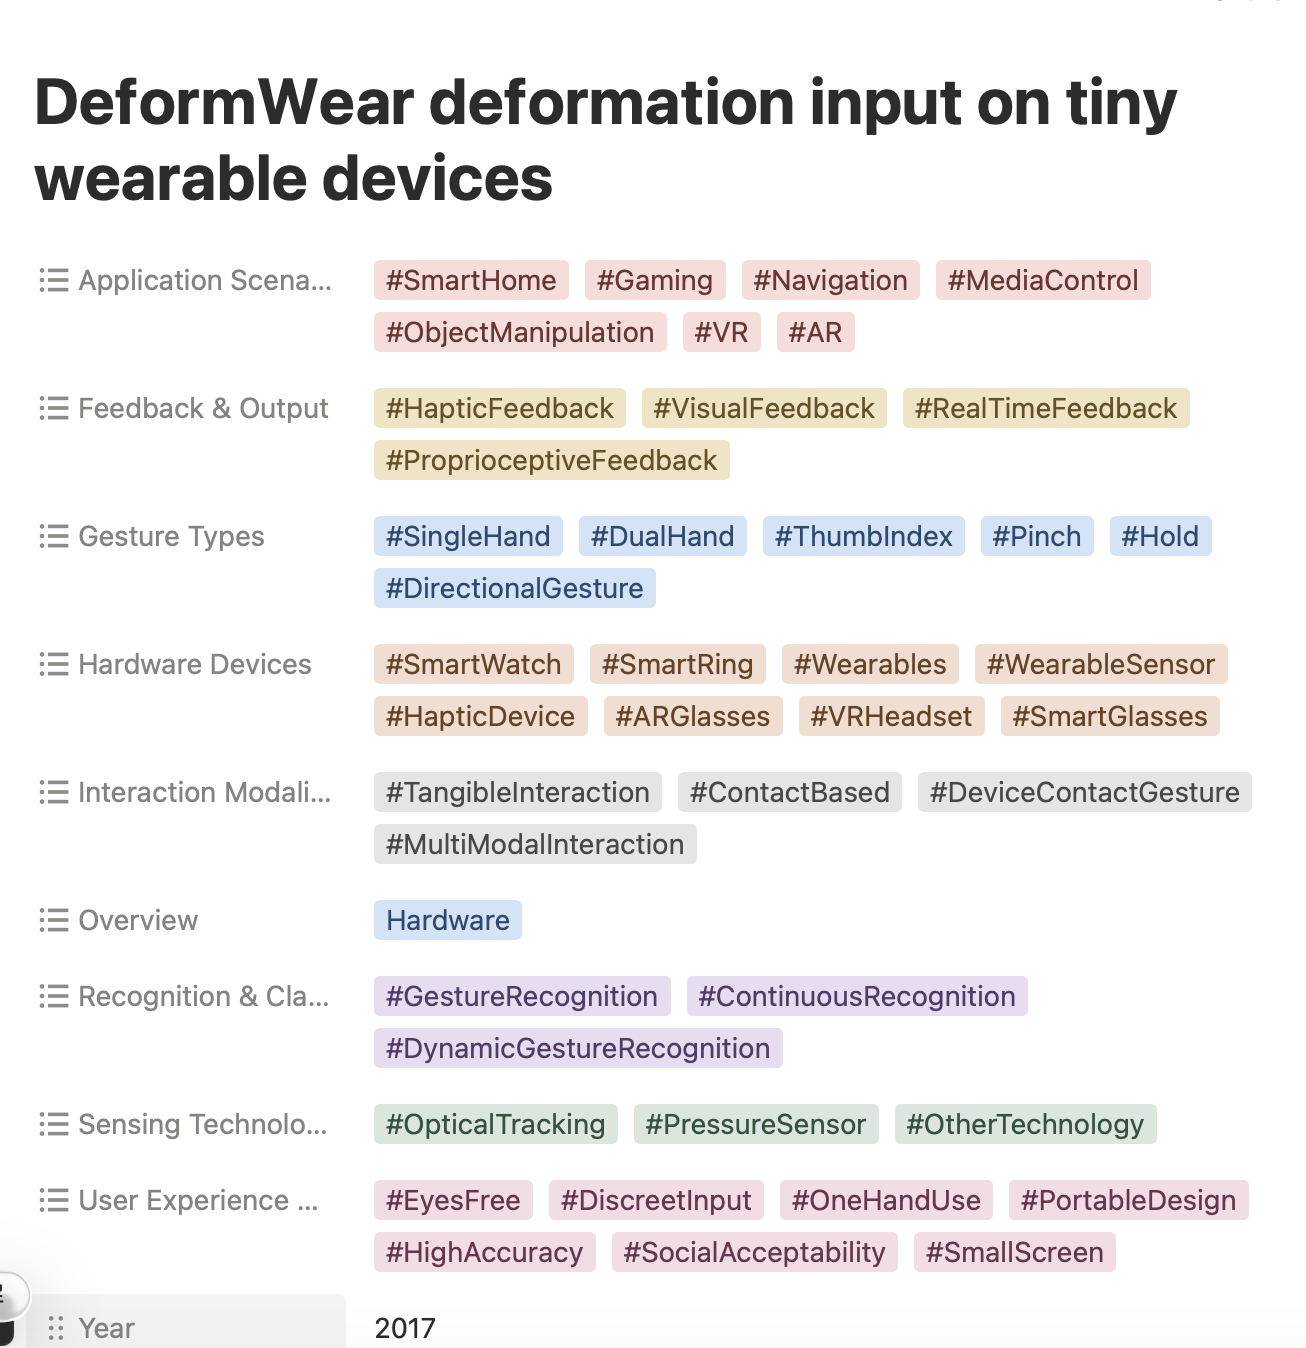 DeformWear deformation input on tiny
wearable devices
Application Scena... #SmartHome #Gaming #Navigation #MediaControl
#ObjectManipulation #VR #AR
Feedback & Output #HapticFeedback #VisualFeedback #RealTimeFeedback
#ProprioceptiveFeedback
Gesture Types #SingleHand #DualHand #ThumbIndex #Pinch #Hold
#DirectionalGesture
Hardware Devices #SmartWatch #SmartRing #Wearables #WearableSensor
#HapticDevice #ARGlasses #VRHeadset #SmartGlasses
Interaction Modali... #TangibleInteraction #ContactBased #DeviceContactGesture
#MultiModalInteraction
Overview Hardware
Recognition & Cla... #GestureRecognition #ContinuousRecognition
#DynamicGestureRecognition
Sensing Technolo... #OpticalTracking #PressureSensor #OtherTechnology
User Experience ... #EyesFree #DiscreetInput #OneHandUse #PortableDesign
#HighAccuracy #SocialAcceptability #SmallScreen
Year 2017